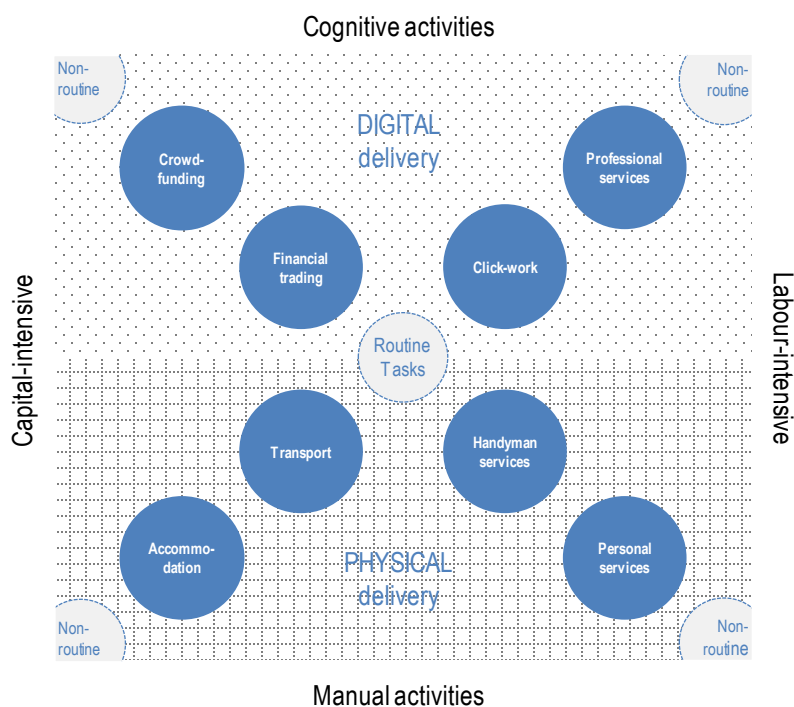 Cognitive activities
Non-
routine
Non-
routine
DIGITAL
delivery
Crowd-
funding
Professional
services
Financial
trading
Click-work
Capital-intensive
Labour-intensive
Routine
Tasks
Transport
Handyman
services
Accommo-
dation
PHYSICAL
delivery
Personal
services
Non-
routine
Non-
routine
Manual activities